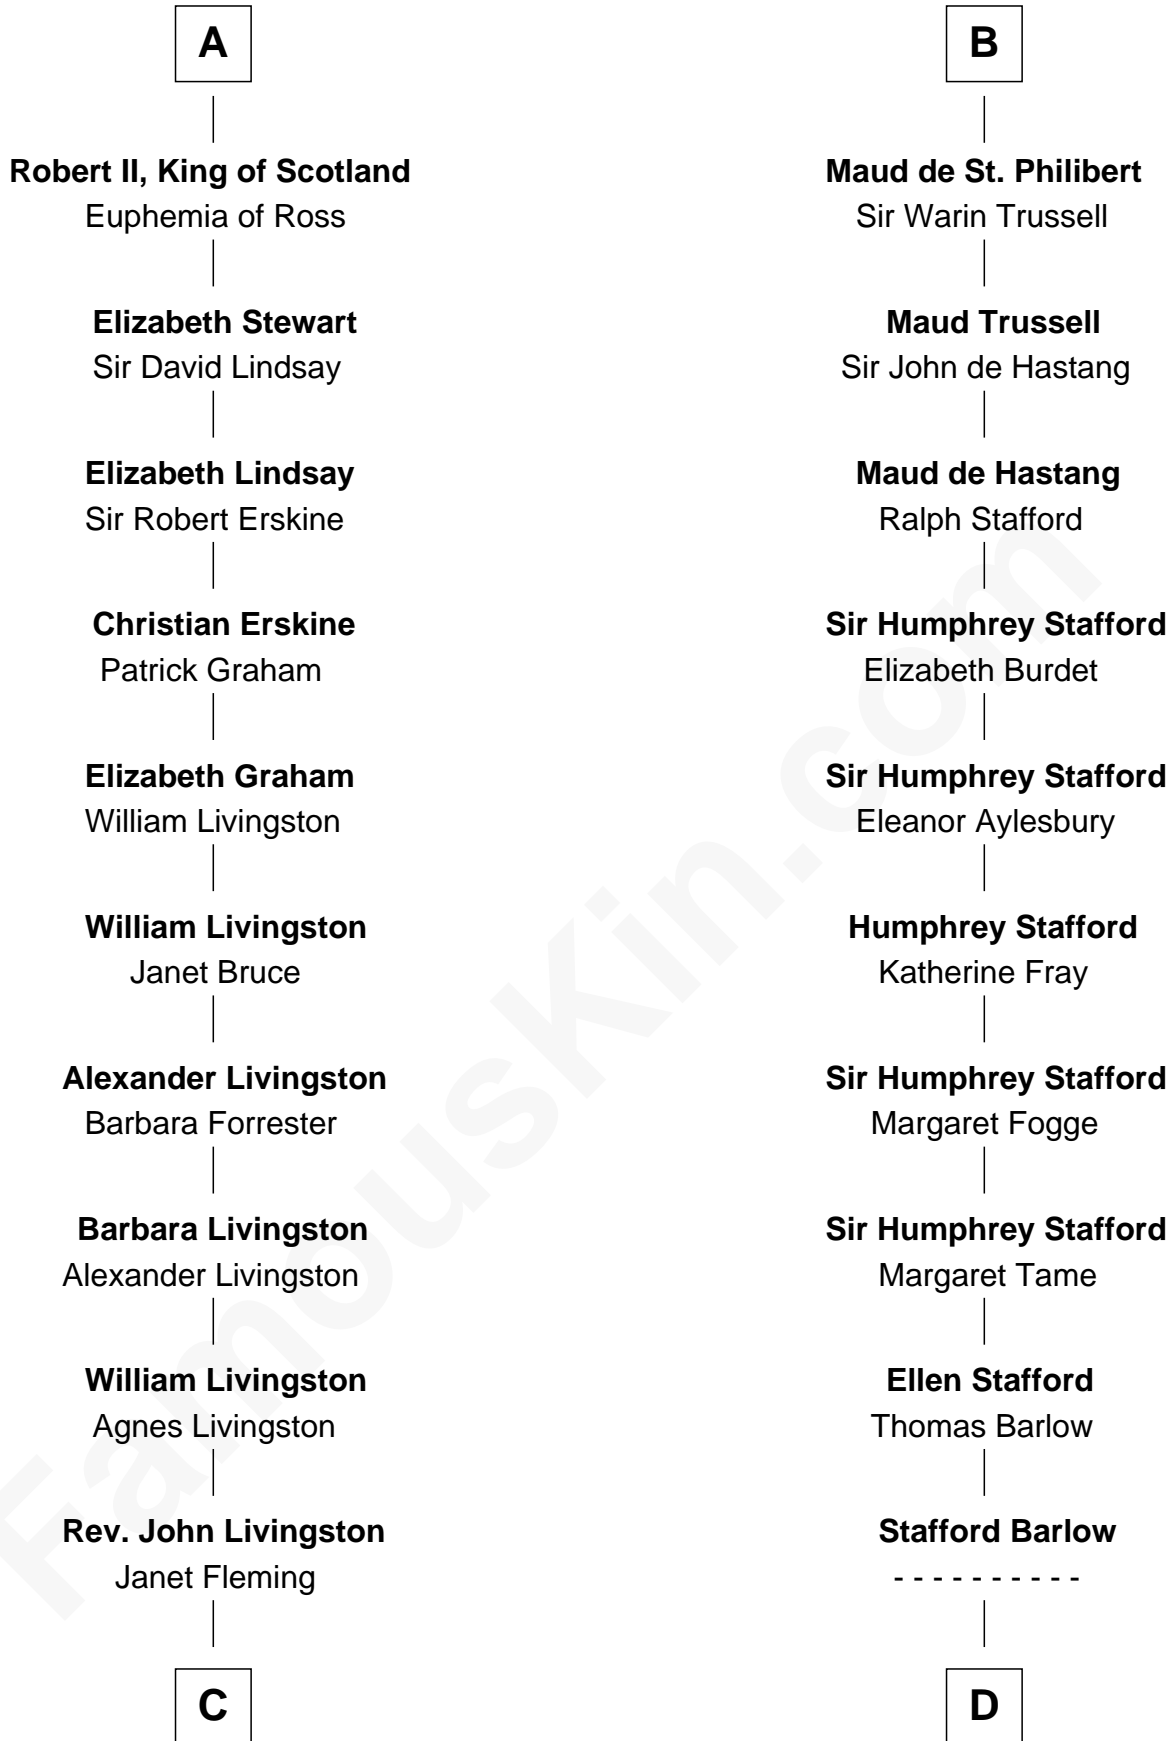 A
Robert II, King of Scotland
Euphemia of Ross
Elizabeth Stewart
Sir David Lindsay
Elizabeth Lindsay
Sir Robert Erskine
Christian Erskine
Patrick Graham
Elizabeth Graham
William Livingston
William Livingston
Janet Bruce
Alexander Livingston
Barbara Forrester
Barbara Livingston
Alexander Livingston
William Livingston
Agnes Livingston
Rev. John Livingston
Janet Fleming
C
B
Maud de St. Philibert
Sir Warin Trussell
Maud Trussell
Sir John de Hastang
Maud de Hastang
Ralph Stafford
Sir Humphrey Stafford
Elizabeth Burdet
Sir Humphrey Stafford
Eleanor Aylesbury
Humphrey Stafford
Katherine Fray
Sir Humphrey Stafford
Margaret Fogge
Sir Humphrey Stafford
Margaret Tame
Ellen Stafford
Thomas Barlow
Stafford Barlow
- - - - - - - - - -
D
FamousKin.com